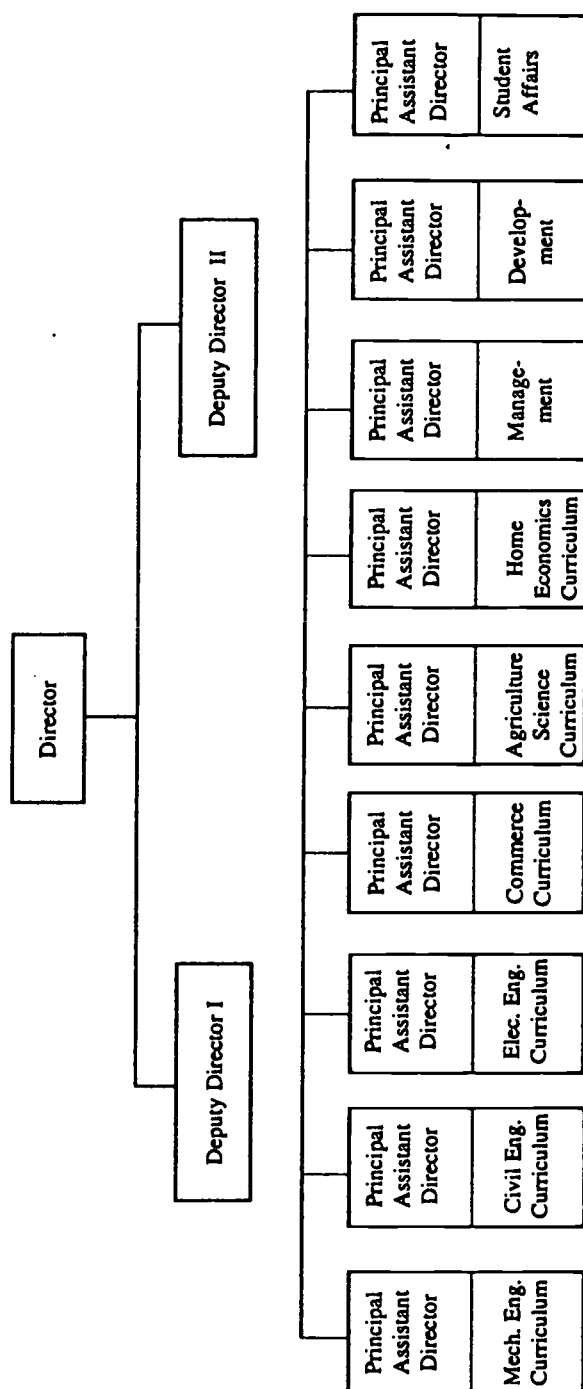 Director
Deputy Director I
Deputy Director II
Principal
Assistant
Director
Mech. Eng.
Curriculum
Principal
Assistant
Director
Civil Eng.
Curriculum
Principal
Assistant
Director
Elec. Eng.
Curriculum
Principal
Assistant
Director
Commerce
Curriculum
Principal
Assistant
Director
Agriculture
Science
Curriculum
Principal
Assistant
Director
Home
Economics
Curriculum
Principal
Assistant
Director
Manage-
ment
Principal
Assistant
Director
Develop-
ment
Principal
Assistant
Director
Student
Affairs